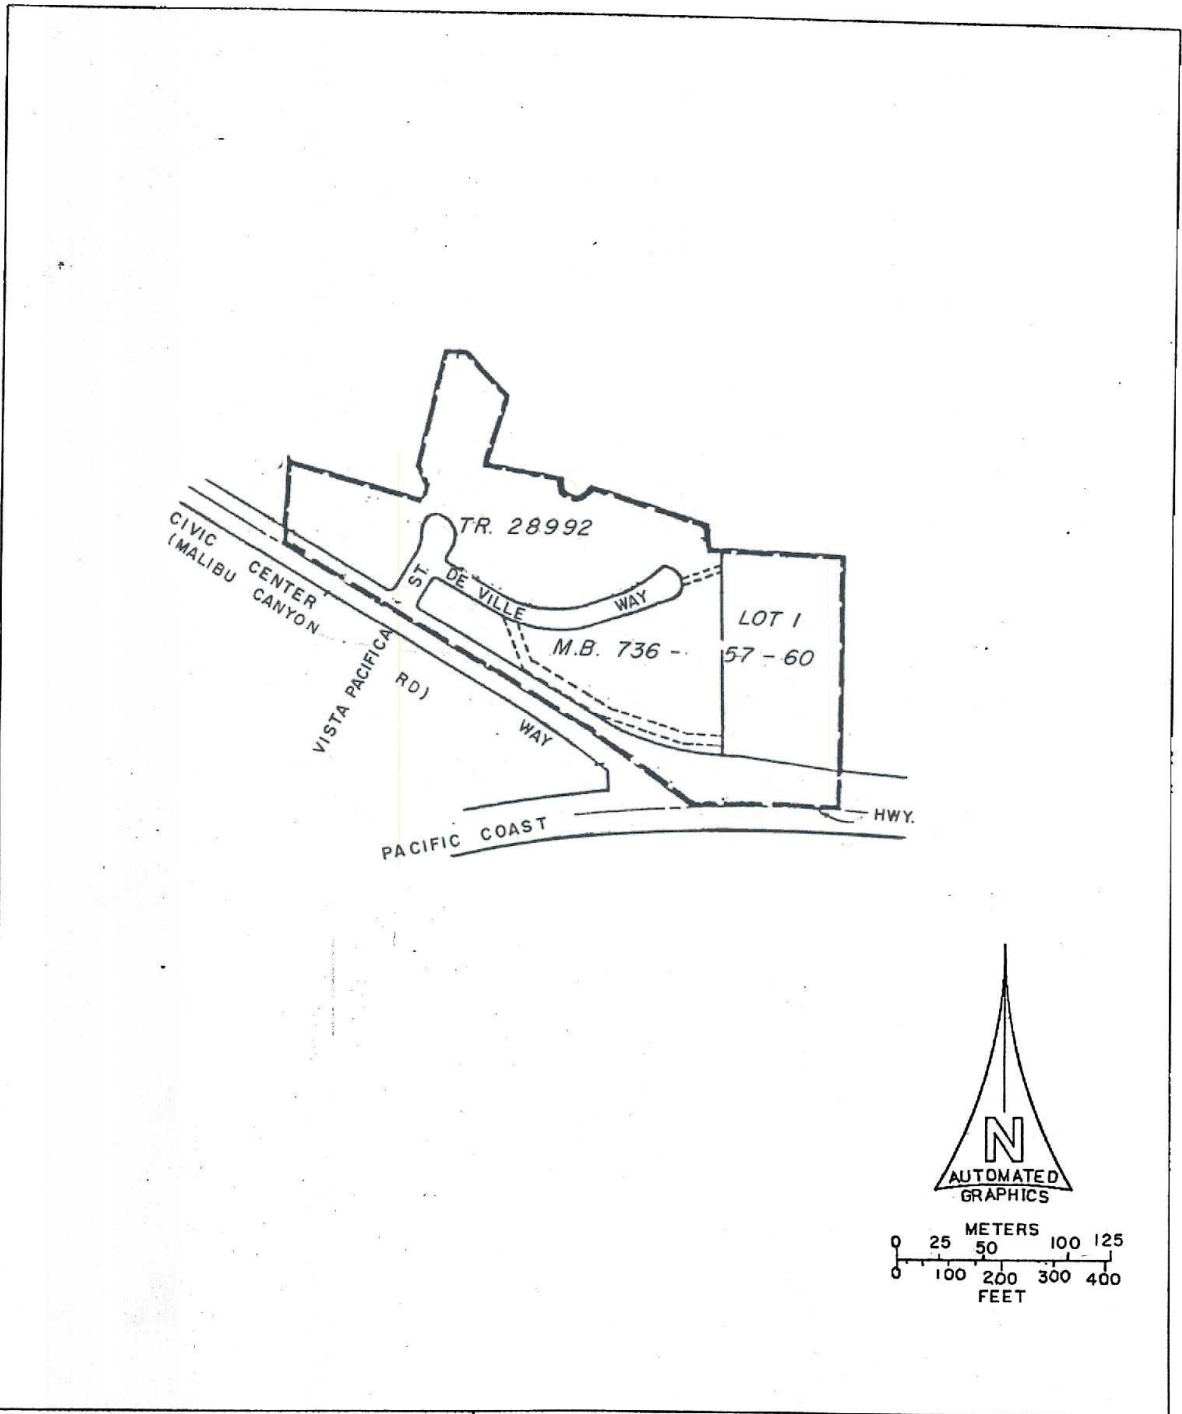 TR. 28992
CIVIC CENTER WAY
(MALIBU CANYON RD)
ST.
DE VILLE WAY
LOT 1
M.B. 736 - 57 - 60
VISTA PACIFICA
PACIFIC COAST HWY.
N
AUTOMATED
GRAPHICS
METERS
0 25 50 100 125
0 100 200 300 400
FEET